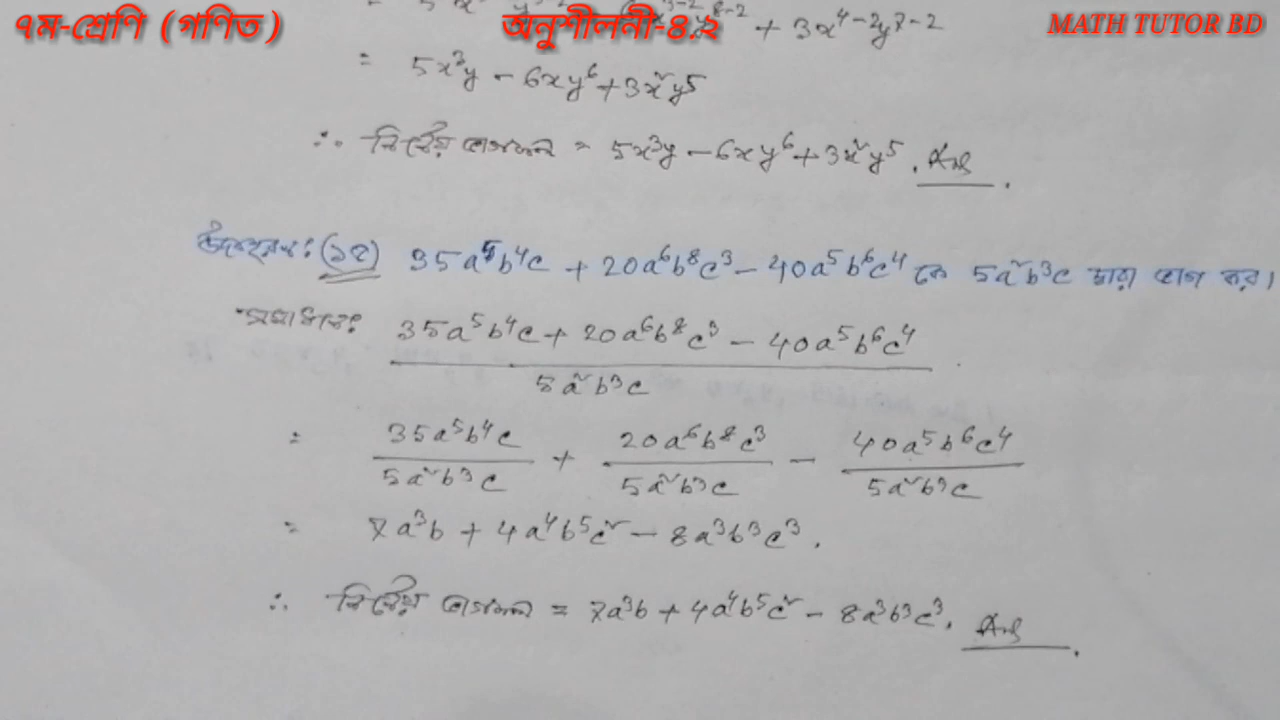 ৭ম-শ্রেণি (গণিত) অনুশীলনী-৪.২ MATH TUTOR BD
+ 3x⁴⁻²y⁷⁻²
= 5x³y - 6xy⁶ + 3x²y⁵
∴ নির্ণেয় ভাগফল = 5x³y - 6xy⁶ + 3x²y⁵. Ans.
উদাহরণ: (১৫) 35a⁵b⁴c + 20a⁶b⁸c³ - 40a⁵b⁶c⁴ কে 5a²b³c দ্বারা ভাগ কর।
সমাধান: 35a⁵b⁴c + 20a⁶b⁸c³ - 40a⁵b⁶c⁴
5a²b³c
= 35a⁵b⁴c + 20a⁶b⁸c³ - 40a⁵b⁶c⁴
5a²b³c 5a²b³c 5a²b³c
= 7a³b + 4a⁴b⁵c² - 8a³b³c³.
∴ নির্ণেয় ভাগফল = 7a³b + 4a⁴b⁵c² - 8a³b³c³. Ans.